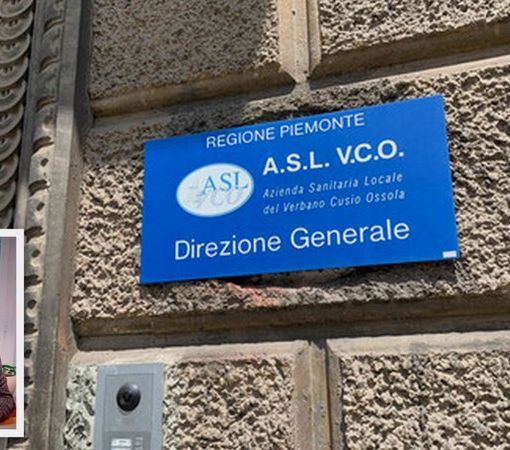 REGIONE PIEMONTE
ASL
VCO
A.S.L. V.C.O.
Azienda Sanitaria Locale
del Verbano Cusio Ossola
Direzione Generale